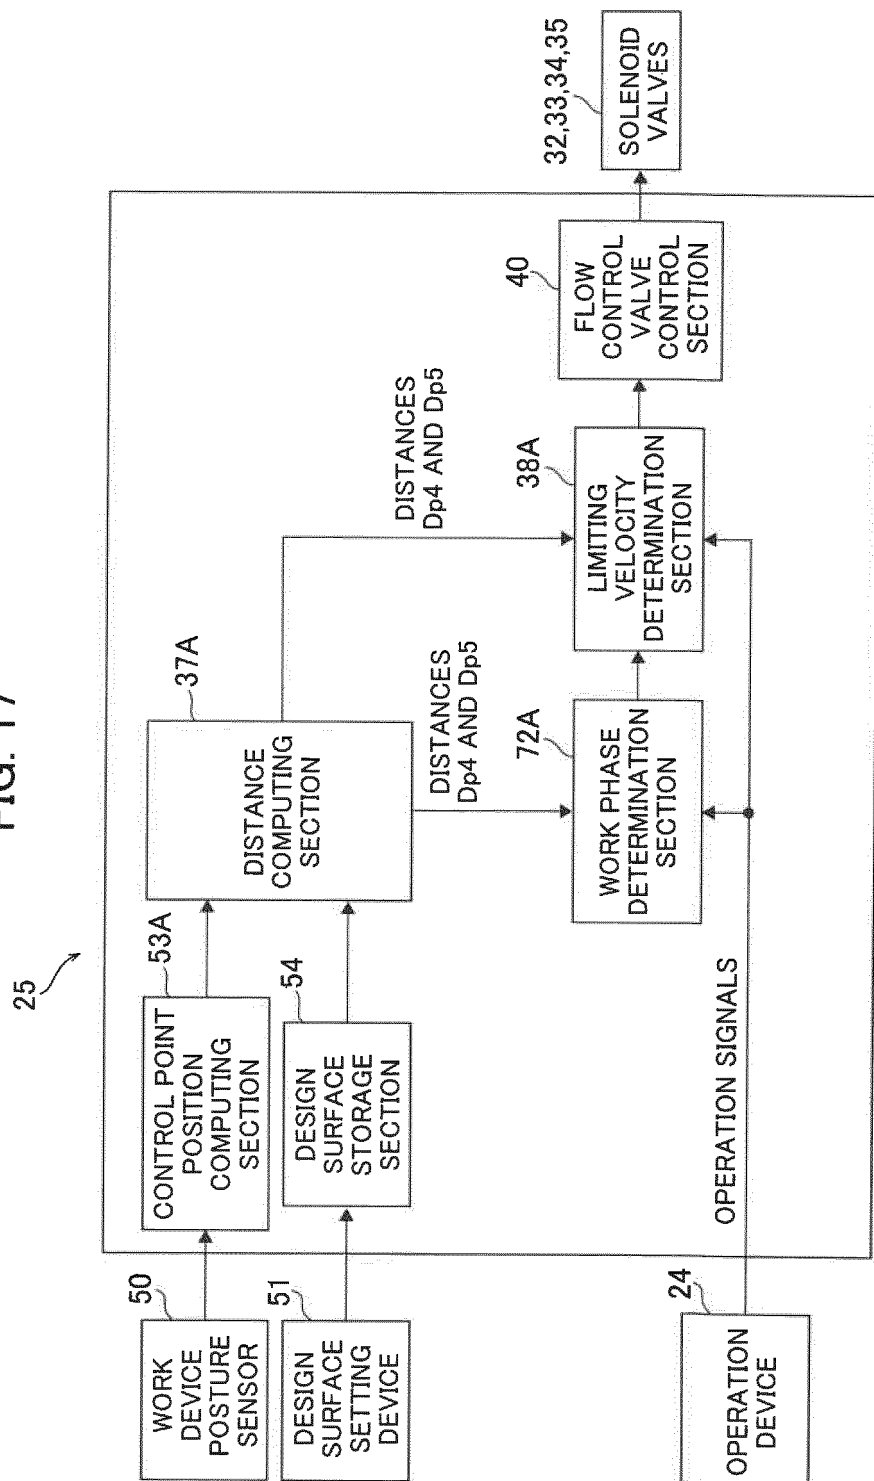 FIG. 17
25
50
WORK
DEVICE
POSTURE
SENSOR
51
DESIGN
SURFACE
SETTING
DEVICE
24
OPERATION
DEVICE
53A
CONTROL POINT
POSITION
COMPUTING
SECTION
54
DESIGN
SURFACE
STORAGE
SECTION
OPERATION SIGNALS
37A
DISTANCE
COMPUTING
SECTION
DISTANCES
Dp4 AND Dp5
72A
WORK PHASE
DETERMINATION
SECTION
DISTANCES
Dp4 AND Dp5
38A
LIMITING
VELOCITY
DETERMINATION
SECTION
40
FLOW
CONTROL
VALVE
CONTROL
SECTION
32,33,34,35
SOLENOID
VALVES